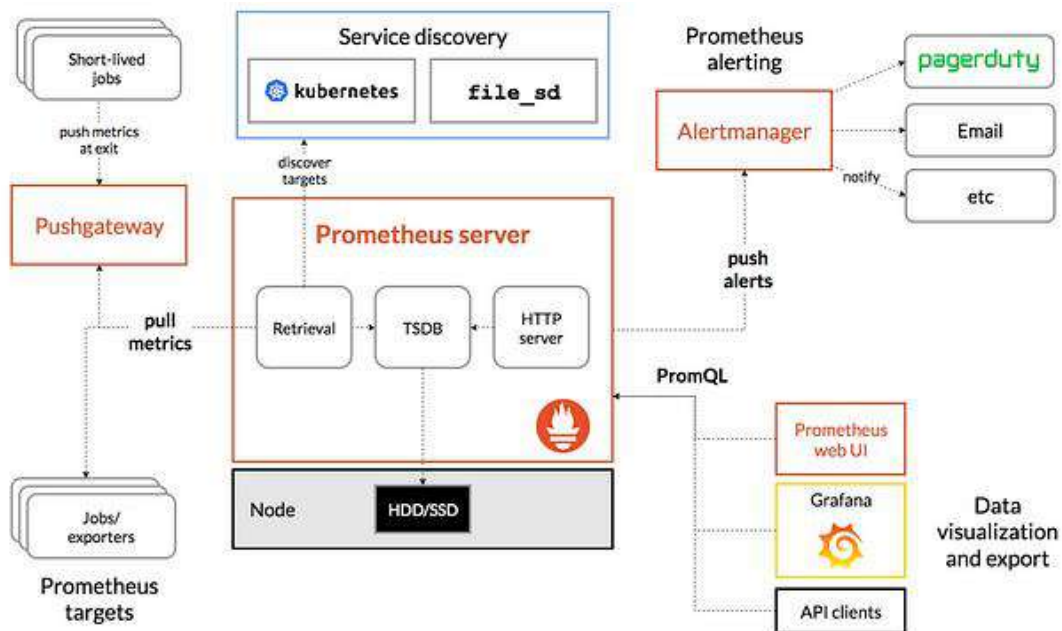 Short-lived
jobs
push metrics
at exit
Pushgateway
Service discovery
kubernetes
file_sd
discover
targets
Prometheus
alerting
Alertmanager
pagerduty
Email
notify
etc
Prometheus server
push
alerts
pull
metrics
Retrieval
TSDB
HTTP
server
PromQL
Node
HDD/SSD
Jobs/
exporters
Prometheus
targets
Prometheus
web UI
Grafana
API clients
Data
visualization
and export